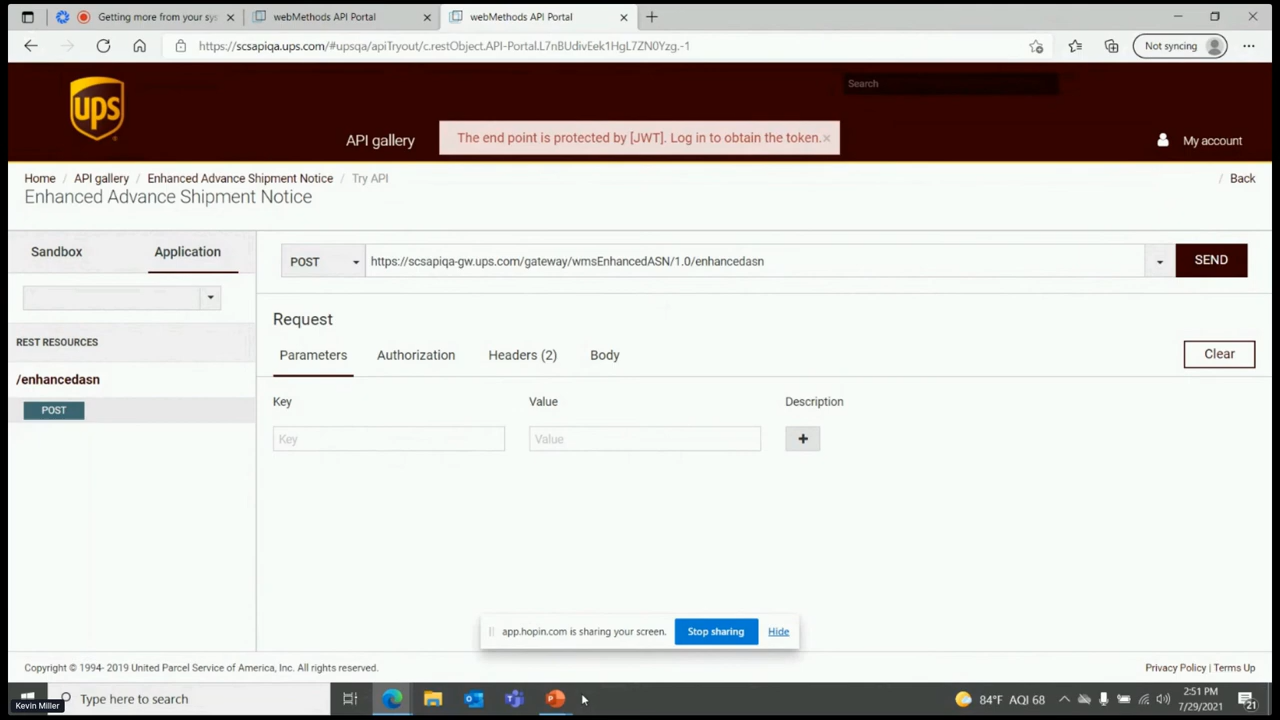 Getting more from your sys
webMethods API Portal
webMethods API Portal
https://scsapiqa.ups.com/#upsqa/apiTryout/c.restObject.API-Portal.L7nBUdivEek1HgL7ZN0Yzg.-1
Not syncing
Search
ups
API gallery
The end point is protected by [JWT]. Log in to obtain the token.×
My account
Home / API gallery / Enhanced Advance Shipment Notice / Try API
/ Back
Enhanced Advance Shipment Notice
Sandbox
Application
POST
https://scsapiqa-gw.ups.com/gateway/wmsEnhancedASN/1.0/enhancedasn
SEND
REST RESOURCES
/enhancedasn
POST
Request
Parameters
Authorization
Headers (2)
Body
Clear
Key
Value
Description
Key
Value
+
app.hopin.com is sharing your screen.
Stop sharing
Hide
Copyright © 1994- 2019 United Parcel Service of America, Inc. All rights reserved.
Privacy Policy | Terms Up
Kevin Miller
Type here to search
84°F AQI 68
2:51 PM
7/29/2021
21